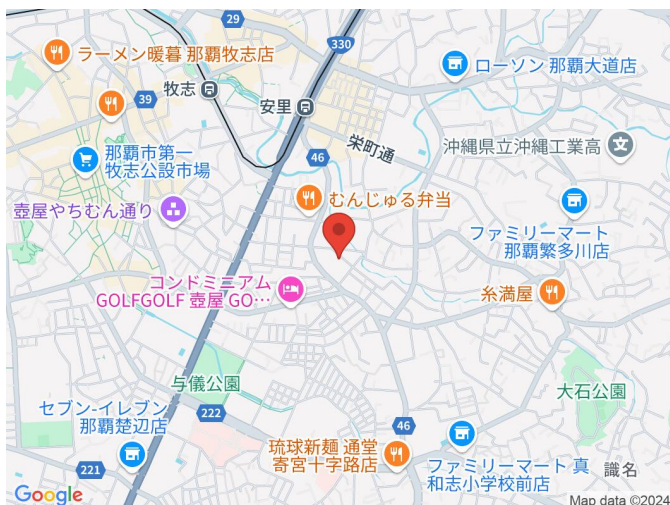 29
330
ラーメン暖暮 那覇牧志店
ローソン 那覇大道店
牧志
39
安里
栄町通
沖縄県立沖縄工業高
46
那覇市第一
牧志公設市場
むんじゅる弁当
壺屋やちむん通り
ファミリーマート
那覇繁多川店
コンドミニアム
GOLFGOLF 壺屋 GO…
糸満屋
与儀公園
大石公園
セブン-イレブン
那覇楚辺店
222
46
琉球新麺 通堂
寄宮十字路店
ファミリーマート 真
和志小学校前店
221
識名
Google
Map data ©2024